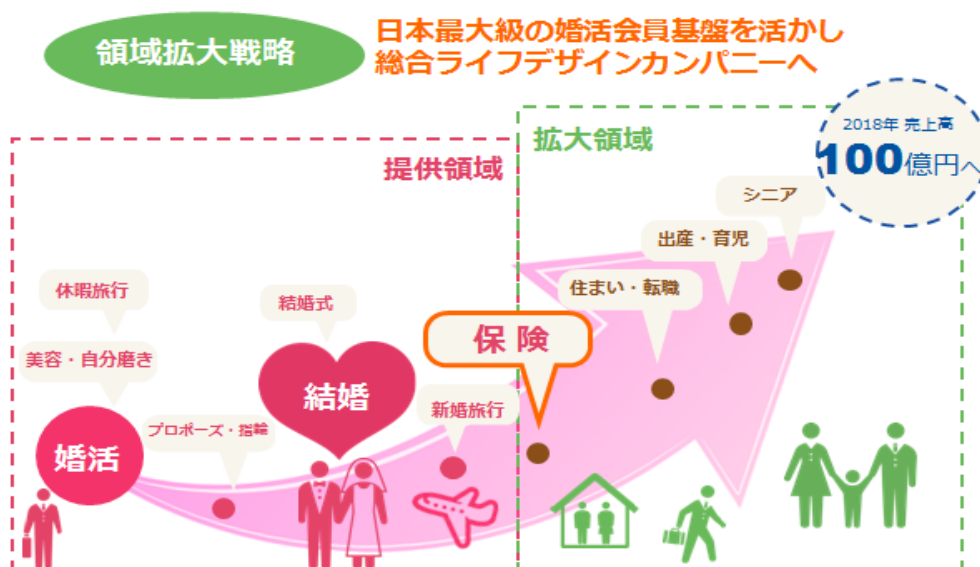 領域拡大戦略
日本最大級の婚活会員基盤を活かし
総合ライフデザインカンパニーへ
提供領域
拡大領域
2018年 売上高
100億円へ
休暇旅行
美容・自分磨き
婚活
プロポーズ・指輪
結婚式
結婚
新婚旅行
保険
住まい・転職
出産・育児
シニア